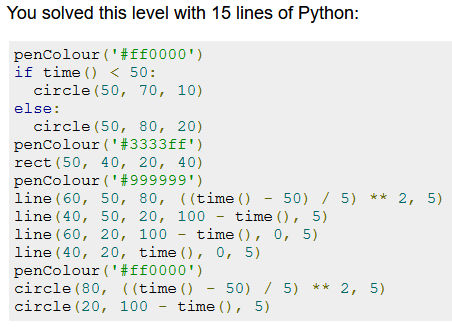 You solved this level with 15 lines of Python:
penColour('#ff0000')
if time() < 50:
  circle(50, 70, 10)
else:
  circle(50, 80, 20)
penColour('#3333ff')
rect(50, 40, 20, 40)
penColour('#999999')
line(60, 50, 80, ((time() - 50) / 5) ** 2, 5)
line(40, 50, 20, 100 - time(), 5)
line(60, 20, 100 - time(), 0, 5)
line(40, 20, time(), 0, 5)
penColour('#ff0000')
circle(80, ((time() - 50) / 5) ** 2, 5)
circle(20, 100 - time(), 5)